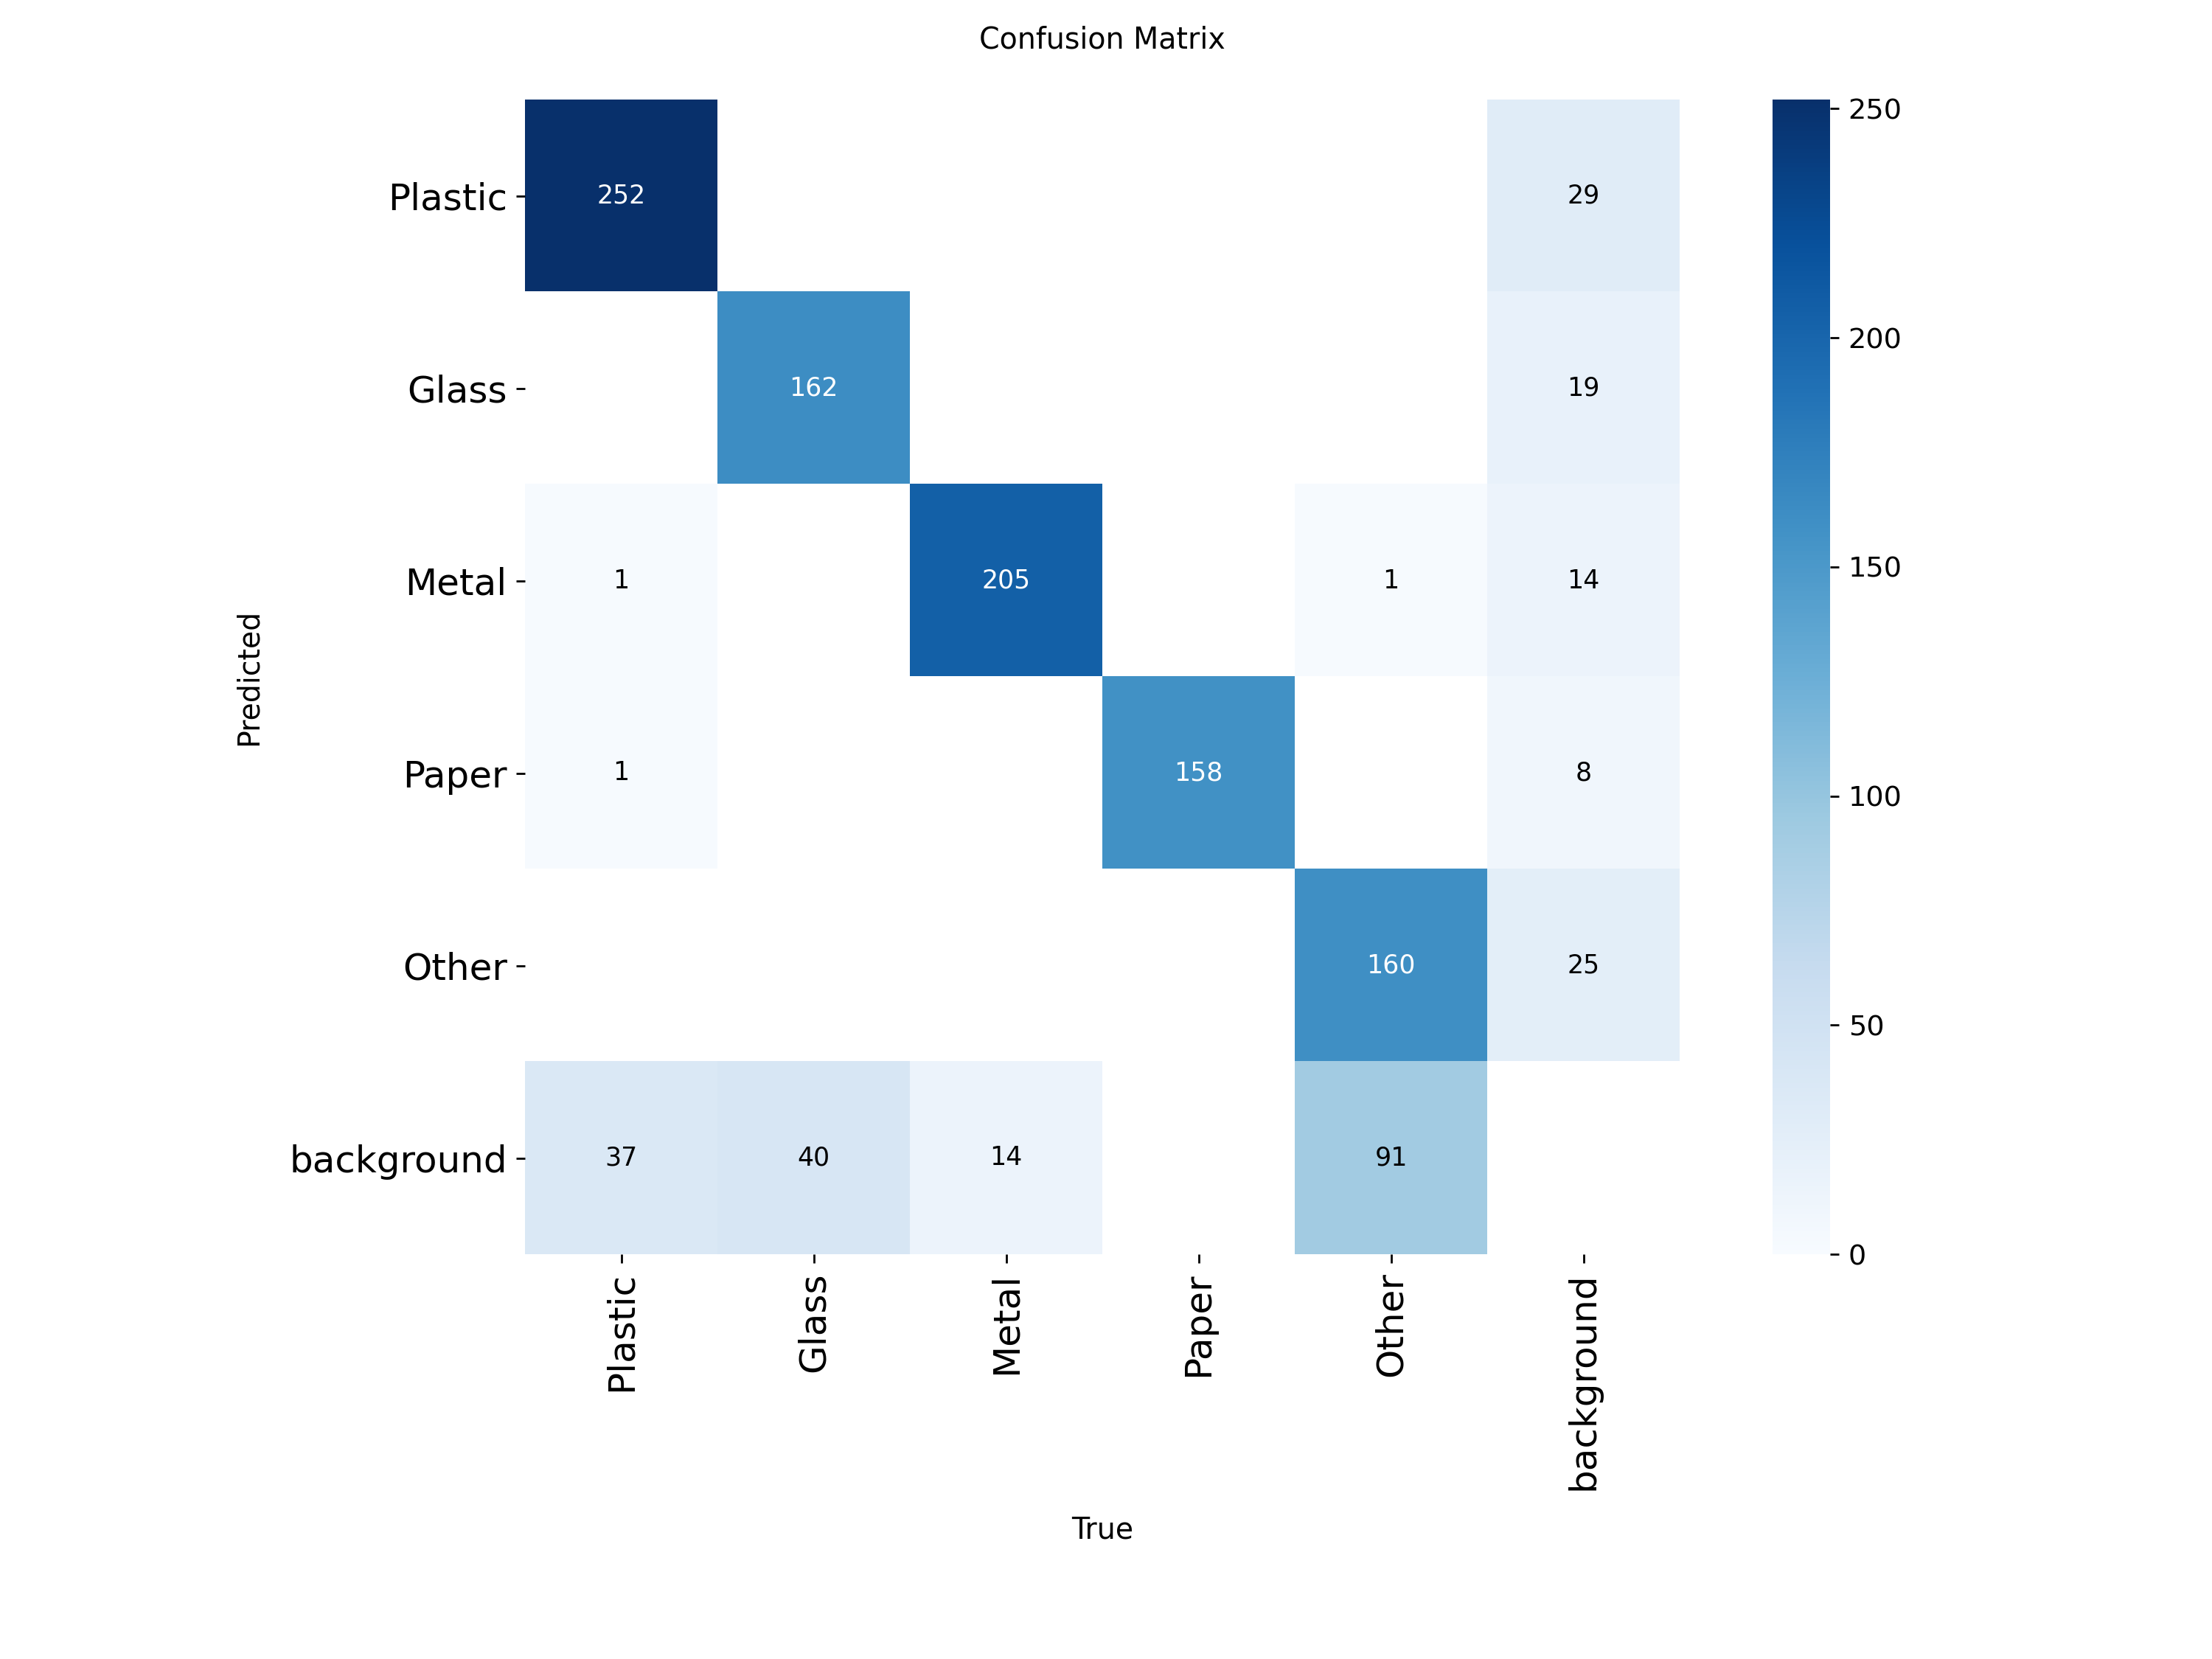 Confusion Matrix
Plastic 252 29 250
Glass 162 19 200
Metal 1 205 1 14 150
Paper 1 158 8 100
Other 160 25 50
background 37 40 14 91 0
Predicted
Plastic Glass Metal Paper Other background
True